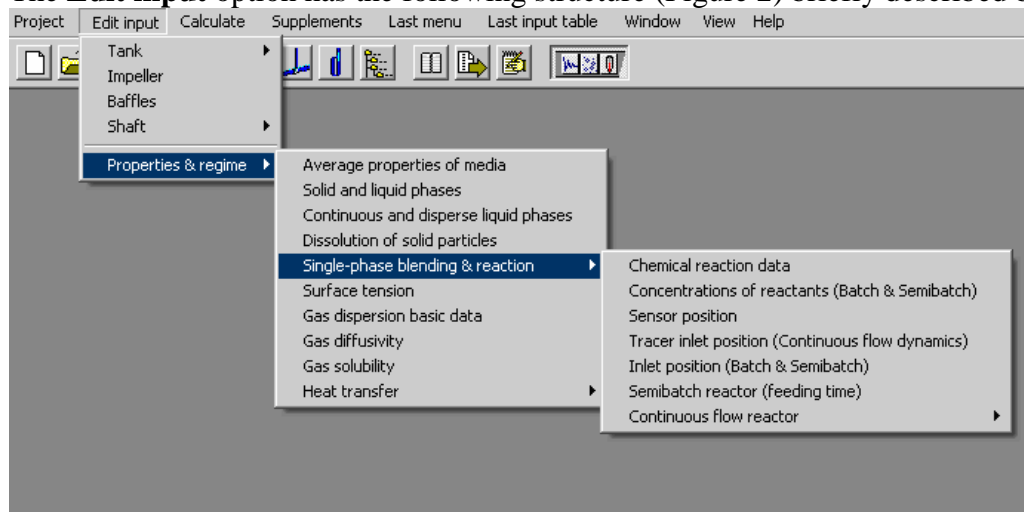 The Edit input option has the following structure (Figure 2) briefly described
Project Edit input Calculate Supplements Last menu Last input table Window View Help
Tank
Impeller
Baffles
Shaft
Properties & regime
Average properties of media
Solid and liquid phases
Continuous and disperse liquid phases
Dissolution of solid particles
Single-phase blending & reaction
Surface tension
Gas dispersion basic data
Gas diffusivity
Gas solubility
Heat transfer
Chemical reaction data
Concentrations of reactants (Batch & Semibatch)
Sensor position
Tracer inlet position (Continuous flow dynamics)
Inlet position (Batch & Semibatch)
Semibatch reactor (feeding time)
Continuous flow reactor